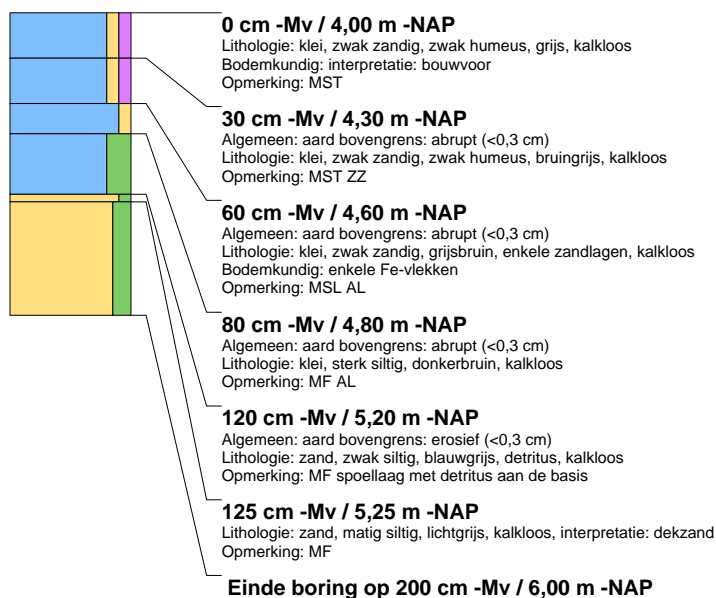 0 cm -Mv / 4,00 m -NAP
Lithologie: klei, zwak zandig, zwak humeus, grijs, kalkloos
Bodemkundig: interpretatie: bouwvoor
Opmerking: MST
30 cm -Mv / 4,30 m -NAP
Algemeen: aard bovengrens: abrupt (<0,3 cm)
Lithologie: klei, zwak zandig, zwak humeus, bruingrijs, kalkloos
Opmerking: MST ZZ
60 cm -Mv / 4,60 m -NAP
Algemeen: aard bovengrens: abrupt (<0,3 cm)
Lithologie: klei, zwak zandig, grijsbruin, enkele zandlagen, kalkloos
Bodemkundig: enkele Fe-vlekken
Opmerking: MSL AL
80 cm -Mv / 4,80 m -NAP
Algemeen: aard bovengrens: abrupt (<0,3 cm)
Lithologie: klei, sterk siltig, donkerbruin, kalkloos
Opmerking: MF AL
120 cm -Mv / 5,20 m -NAP
Algemeen: aard bovengrens: erosief (<0,3 cm)
Lithologie: zand, zwak siltig, blauwgrijs, detritus, kalkloos
Opmerking: MF spoellaag met detritus aan de basis
125 cm -Mv / 5,25 m -NAP
Lithologie: zand, matig siltig, lichtgrijs, kalkloos, interpretatie: dekzand
Opmerking: MF
Einde boring op 200 cm -Mv / 6,00 m -NAP